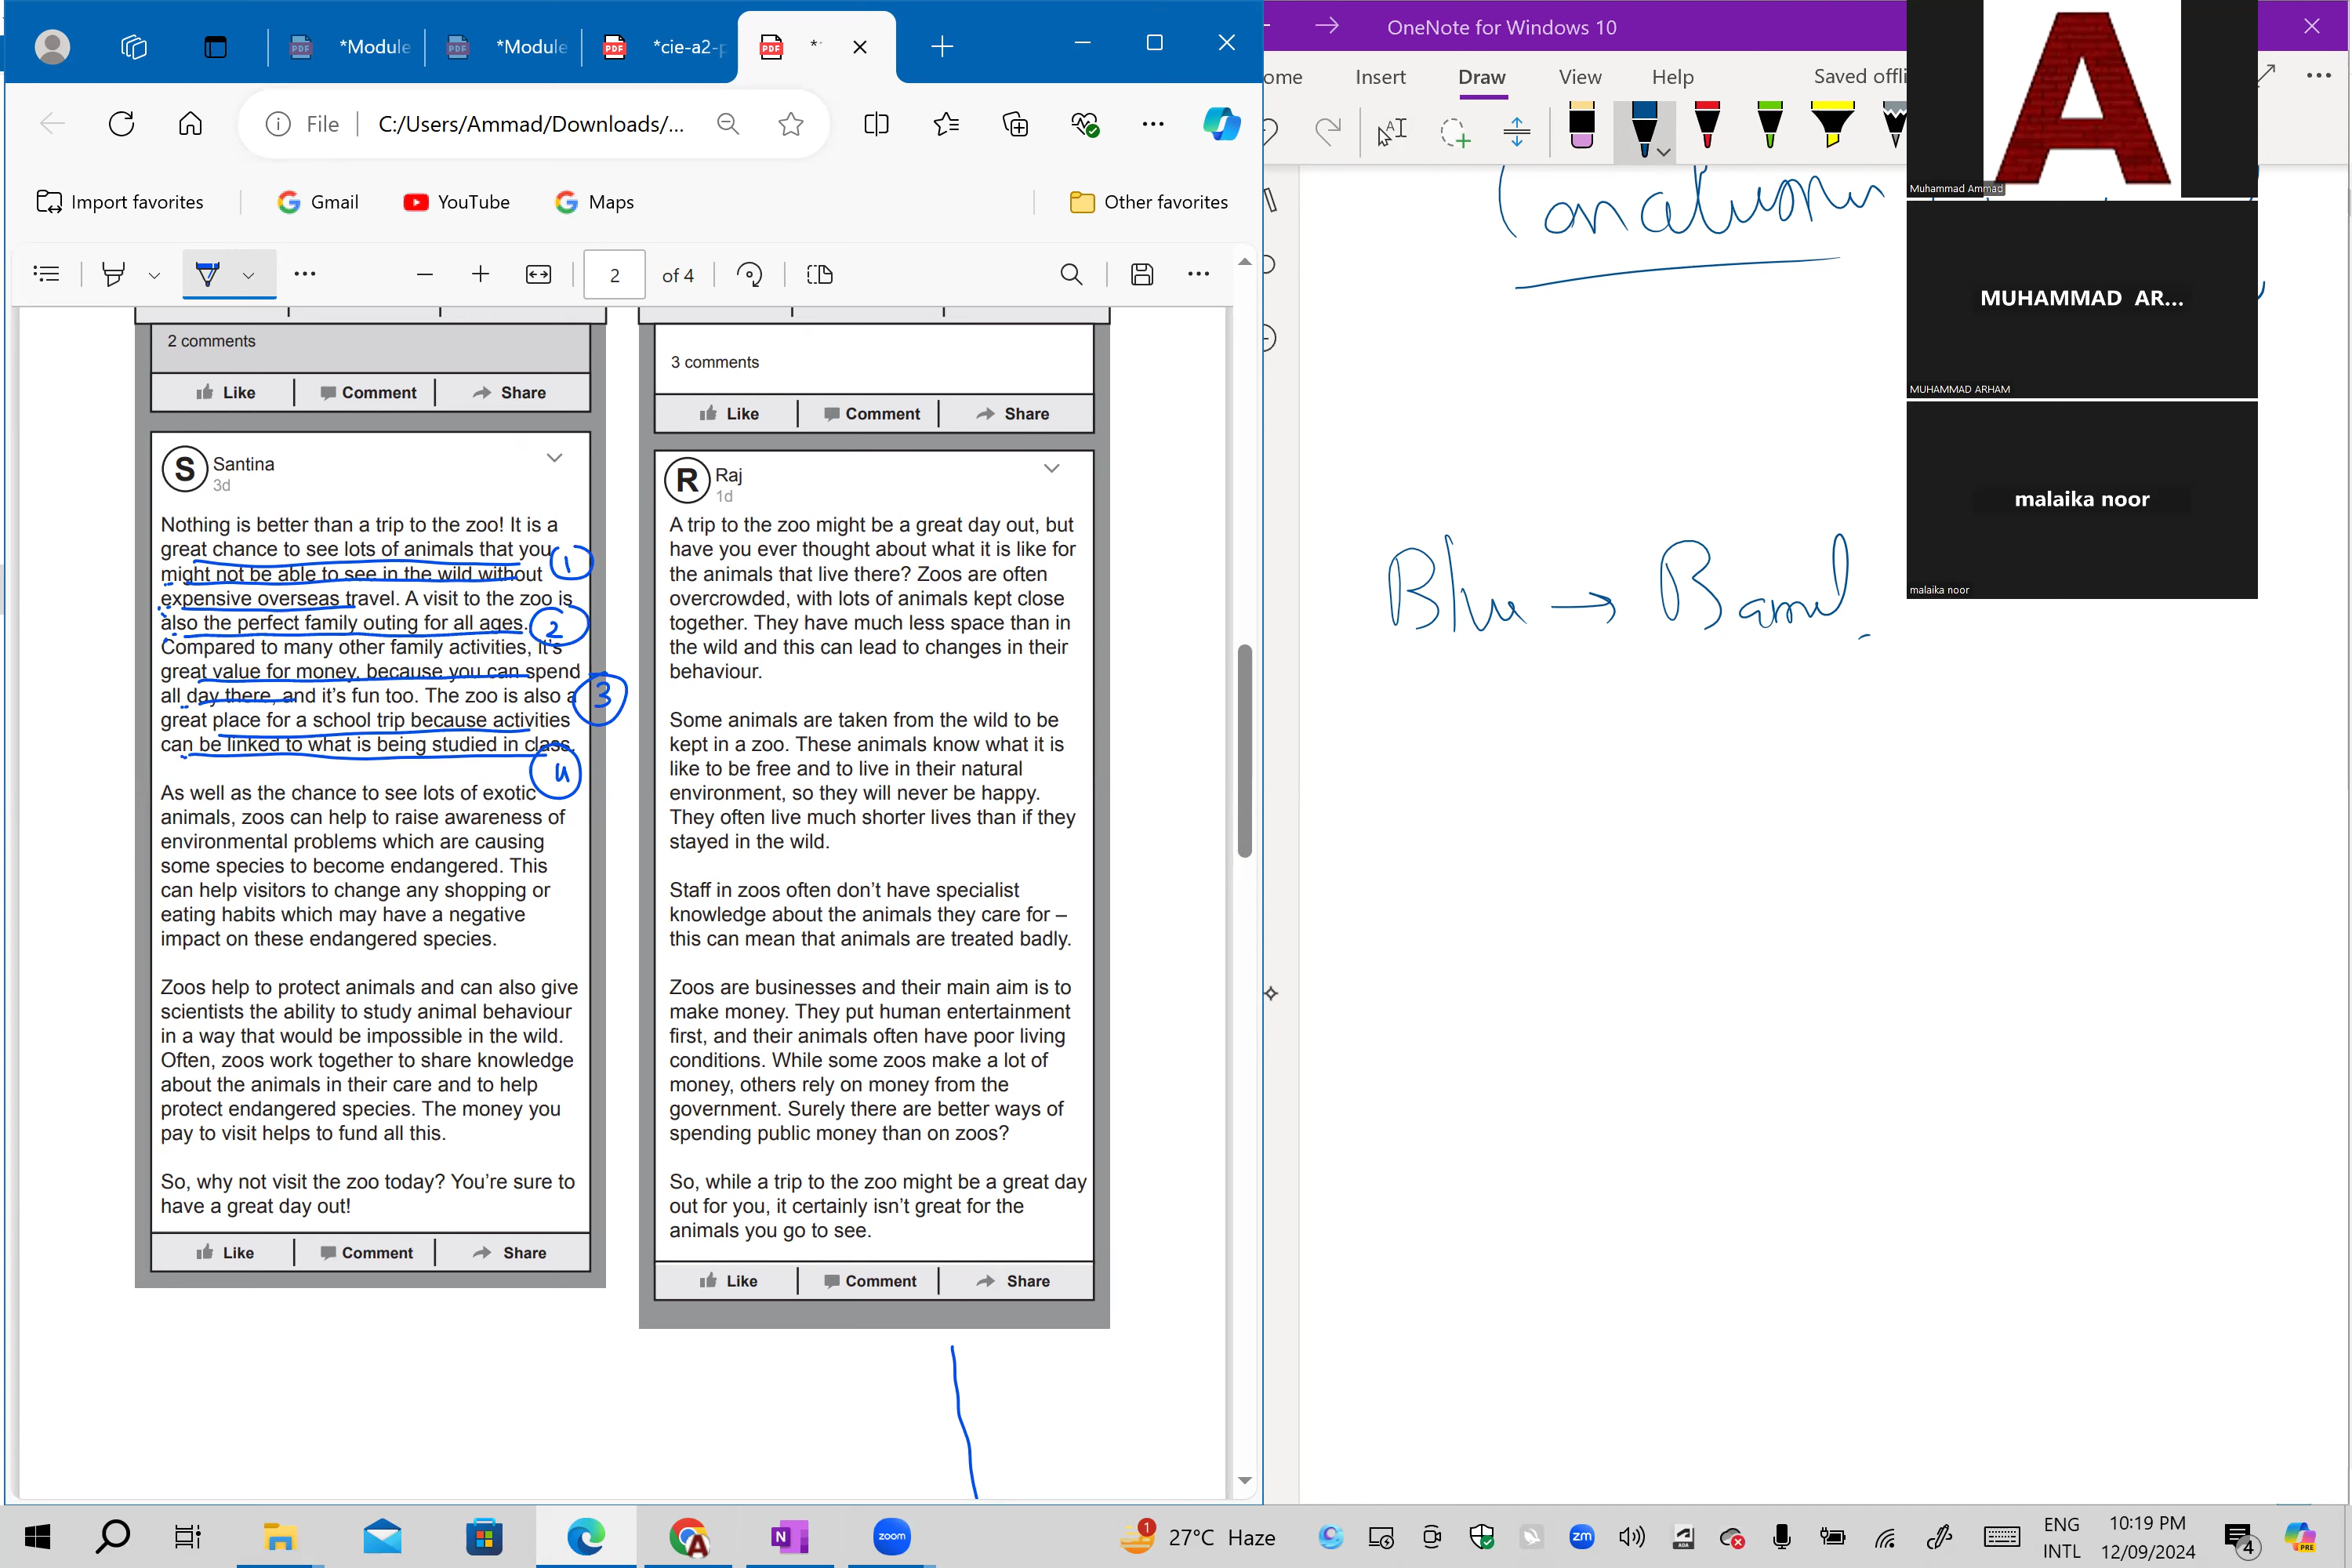 *Module
*Module
*cie-a2-p
*
OneNote for Windows 10
File
C:/Users/Ammad/Downloads/...
ome
Insert
Draw
View
Help
Saved offli
Import favorites
Gmail
YouTube
Maps
Other favorites
2
of 4
2 comments
Like
Comment
Share
S
Santina
3d
Nothing is better than a trip to the zoo! It is a
great chance to see lots of animals that you
might not be able to see in the wild without
expensive overseas travel. A visit to the zoo is
also the perfect family outing for all ages.
Compared to many other family activities, it's
great value for money, because you can spend
all day there, and it's fun too. The zoo is also a
great place for a school trip because activities
can be linked to what is being studied in class.
1
2
3
4
As well as the chance to see lots of exotic
animals, zoos can help to raise awareness of
environmental problems which are causing
some species to become endangered. This
can help visitors to change any shopping or
eating habits which may have a negative
impact on these endangered species.
Zoos help to protect animals and can also give
scientists the ability to study animal behaviour
in a way that would be impossible in the wild.
Often, zoos work together to share knowledge
about the animals in their care and to help
protect endangered species. The money you
pay to visit helps to fund all this.
So, why not visit the zoo today? You're sure to
have a great day out!
Like
Comment
Share
3 comments
Like
Comment
Share
R
Raj
1d
A trip to the zoo might be a great day out, but
have you ever thought about what it is like for
the animals that live there? Zoos are often
overcrowded, with lots of animals kept close
together. They have much less space than in
the wild and this can lead to changes in their
behaviour.
Some animals are taken from the wild to be
kept in a zoo. These animals know what it is
like to be free and to live in their natural
environment, so they will never be happy.
They often live much shorter lives than if they
stayed in the wild.
Staff in zoos often don't have specialist
knowledge about the animals they care for –
this can mean that animals are treated badly.
Zoos are businesses and their main aim is to
make money. They put human entertainment
first, and their animals often have poor living
conditions. While some zoos make a lot of
money, others rely on money from the
government. Surely there are better ways of
spending public money than on zoos?
So, while a trip to the zoo might be a great day
out for you, it certainly isn't great for the
animals you go to see.
Like
Comment
Share
Blue →
A
Muhammad Ammad
MUHAMMAD AR...
MUHAMMAD ARHAM
malaika noor
malaika noor
27°C Haze
ENG
INTL
10:19 PM
12/09/2024
4